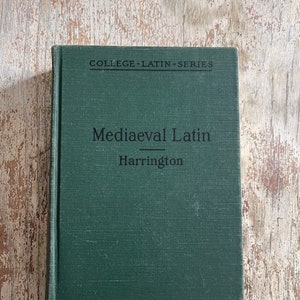 COLLEGE · LATIN · SERIES
Mediaeval Latin
Harrington